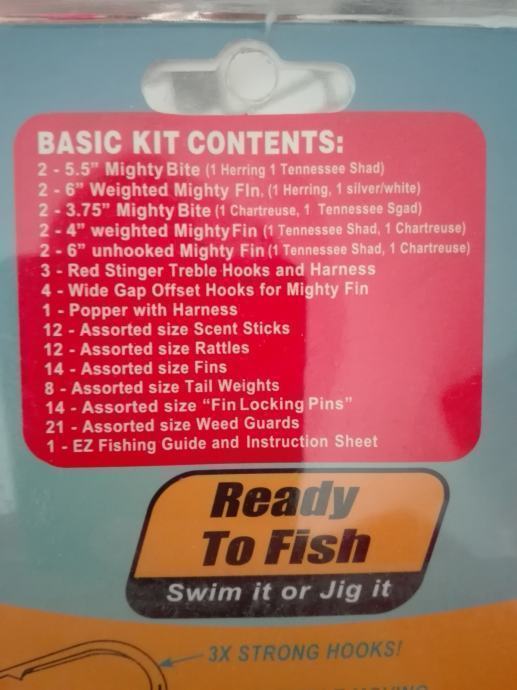 BASIC KIT CONTENTS:
2 - 5.5” Mighty Bite (1 Herring 1 Tennessee Shad)
2 - 6” Weighted Mighty FIn. (1 Herring, 1 silver/white)
2 - 3.75” Mighty Bite (1 Chartreuse, 1 Tennessee Sgad)
2 - 4” weighted Mighty Fin (1 Tennessee Shad, 1 Chartreuse)
2 - 6” unhooked Mighty Fin (1 Tennessee Shad, 1 Chartreuse)
3 - Red Stinger Treble Hooks and Harness
4 - Wide Gap Offset Hooks for Mighty Fin
1 - Popper with Harness
12 - Assorted size Scent Sticks
12 - Assorted size Rattles
14 - Assorted size Fins
8 - Assorted size Tail Weights
14 - Assorted size “Fin Locking Pins”
21 - Assorted size Weed Guards
1 - EZ Fishing Guide and Instruction Sheet
Ready
To Fish
Swim it or Jig it
3X STRONG HOOKS!